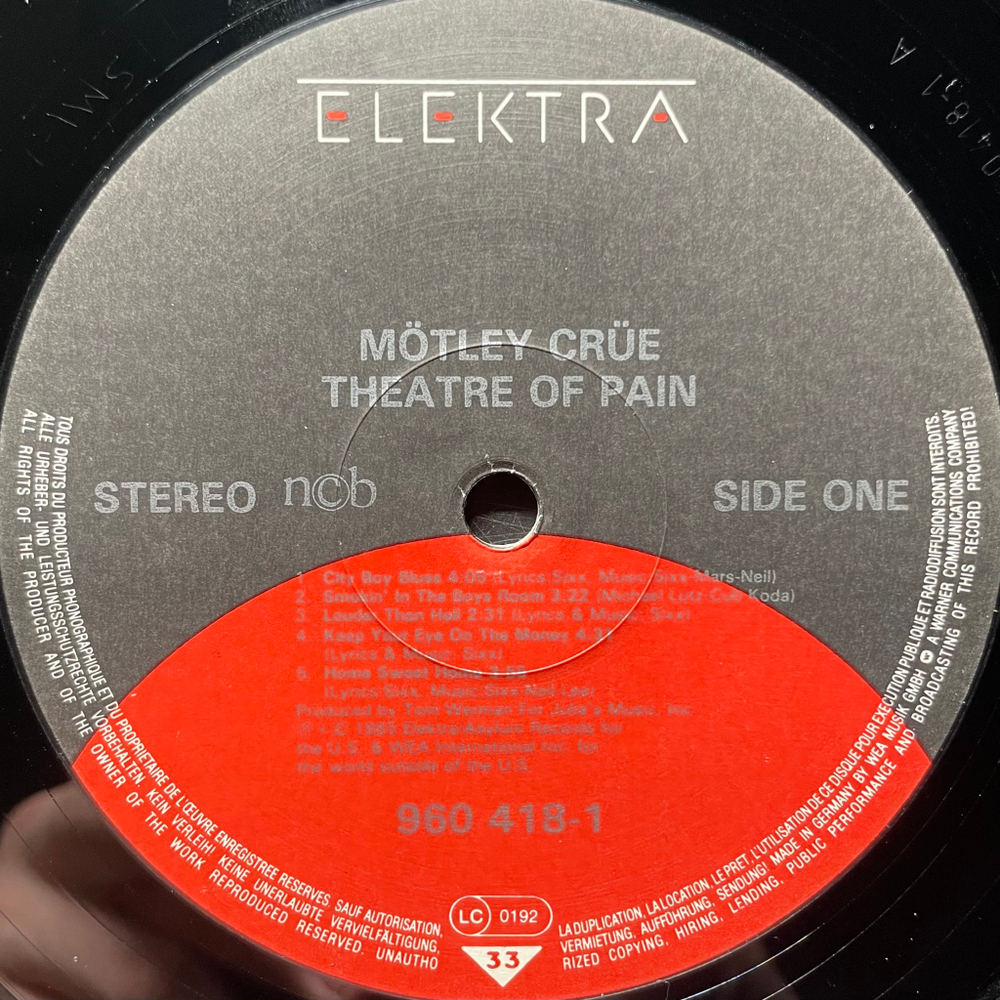 ELEKTRA
MÖTLEY CRÜE
THEATRE OF PAIN
STEREO ncb SIDE ONE
1. City Boy Blues 4.05 (Lyrics: Sixx, Music: Sixx-Mars-Neil)
2. Smokin' In The Boys Room 3.22 (Michael Lutz-Cub Koda)
3. Louder Than Hell 2:31 (Lyrics & Music: Sixx)
4. Keep Your Eye On The Money 4.31
(Lyrics & Music: Sixx)
5. Home Sweet Home 3:56
(Lyrics: Sixx, Music: Sixx-Neil-Lee)
Produced by Tom Werman For Julia's Music, Inc.
℗ + © 1985 Elektra/Asylum Records for
the U.S. & WEA International Inc. for
the world outside of the U.S.
960 418-1
LC 0192
33
TOUS DROITS DU PRODUCTEUR PHONOGRAPHIQUE ET DU PROPRIETAIRE DE L'ŒUVRE ENREGISTREE RESERVES. SAUF AUTORISATION,
LA DUPLICATION, LA LOCATION, LE PRET, L'UTILISATION DE CE DISQUE POUR EXECUTION PUBLIQUE ET RADIODIFFUSION SONT INTERDITS.
ALLE URHEBER- UND LEISTUNGSSCHUTZRECHTE VORBEHALTEN. KEIN VERLEIH! KEINE UNERLAUBTE VERVIELFÄLTIGUNG,
VERMIETUNG, AUFFÜHRUNG, SENDUNG! MADE IN GERMANY BY WEA MUSIK GMBH A WARNER COMMUNICATIONS COMPANY
ALL RIGHTS OF THE PRODUCER AND OF THE OWNER OF THE WORK REPRODUCED RESERVED. UNAUTHO
RIZED COPYING, HIRING, LENDING, PUBLIC PERFORMANCE AND BROADCASTING OF THIS RECORD PROHIBITED!